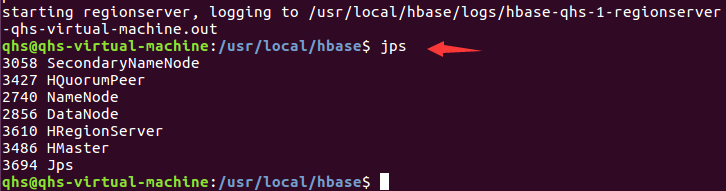 starting regionserver, logging to /usr/local/hbase/logs/hbase-qhs-1-regionserver
-qhs-virtual-machine.out
qhs@qhs-virtual-machine:/usr/local/hbase$ jps
3058 SecondaryNameNode
3427 HQuorumPeer
2740 NameNode
2856 DataNode
3610 HRegionServer
3486 HMaster
3694 Jps
qhs@qhs-virtual-machine:/usr/local/hbase$